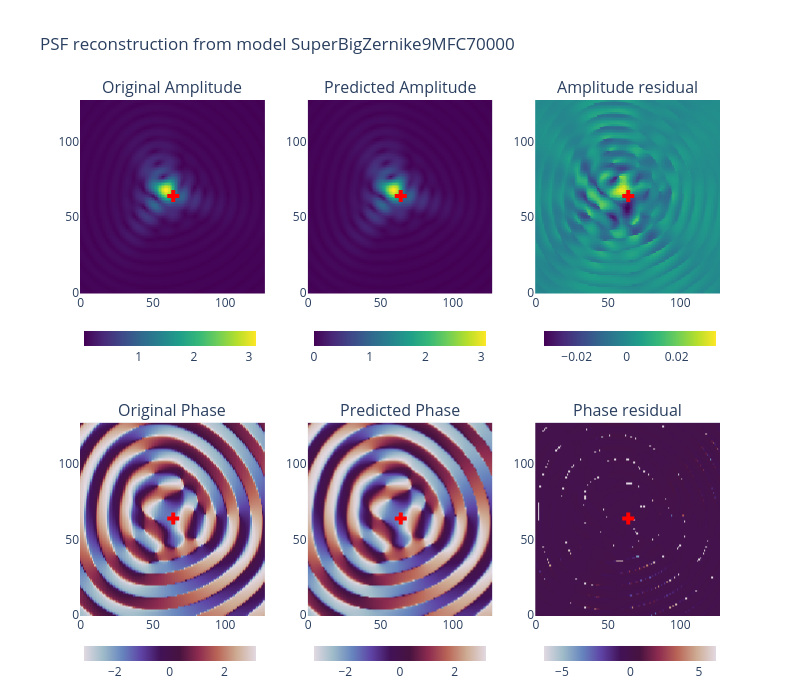 PSF reconstruction from model SuperBigZernike9MFC70000
Original Amplitude
Predicted Amplitude
Amplitude residual
100
50
0
0 50 100
100
50
0
0 50 100
100
50
0
0 50 100
1 2 3
0 1 2 3
−0.02 0 0.02
Original Phase
Predicted Phase
Phase residual
100
50
0
0 50 100
100
50
0
0 50 100
100
50
0
0 50 100
−2 0 2
−2 0 2
−5 0 5